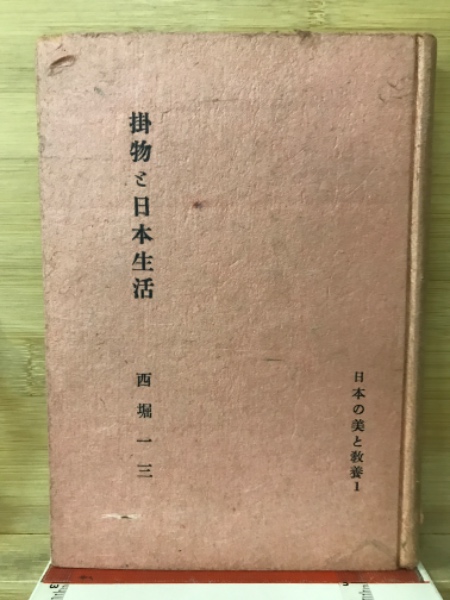 日本の美と教養1
掛物と日本生活
西堀一三